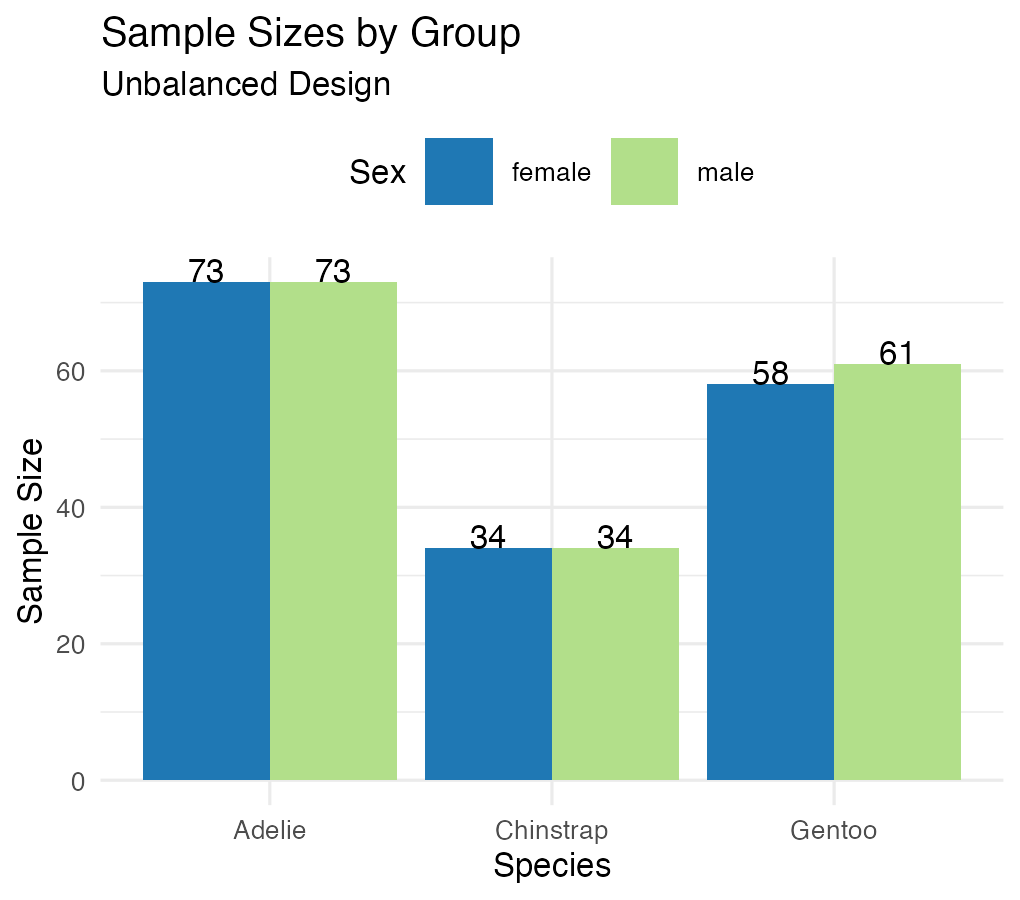 Sample Sizes by Group
Unbalanced Design
Sex female male
73 73
34 34
58 61
60
40
20
0
Sample Size
Adelie Chinstrap Gentoo
Species